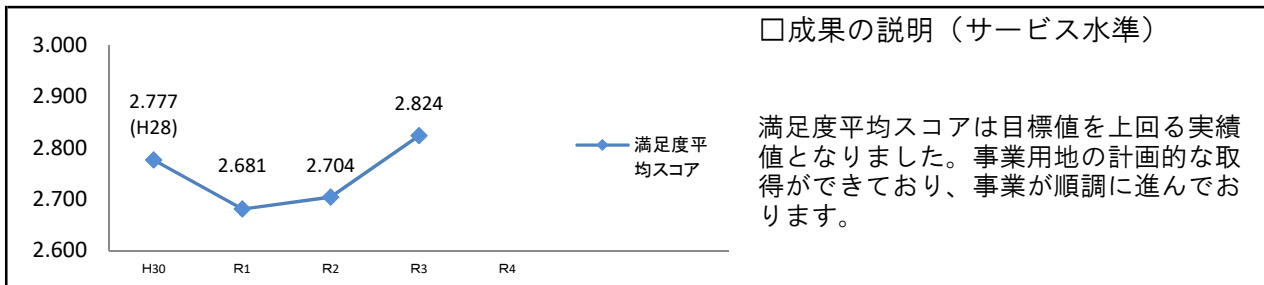 □成果の説明（サービス水準）
満足度平均スコアは目標値を上回る実績
値となりました。事業用地の計画的な取
得ができており、事業が順調に進んでお
ります。
3.000
2.900
2.800
2.700
2.600
2.777
(H28)
2.681
2.704
2.824
満足度平
均スコア
H30
R1
R2
R3
R4